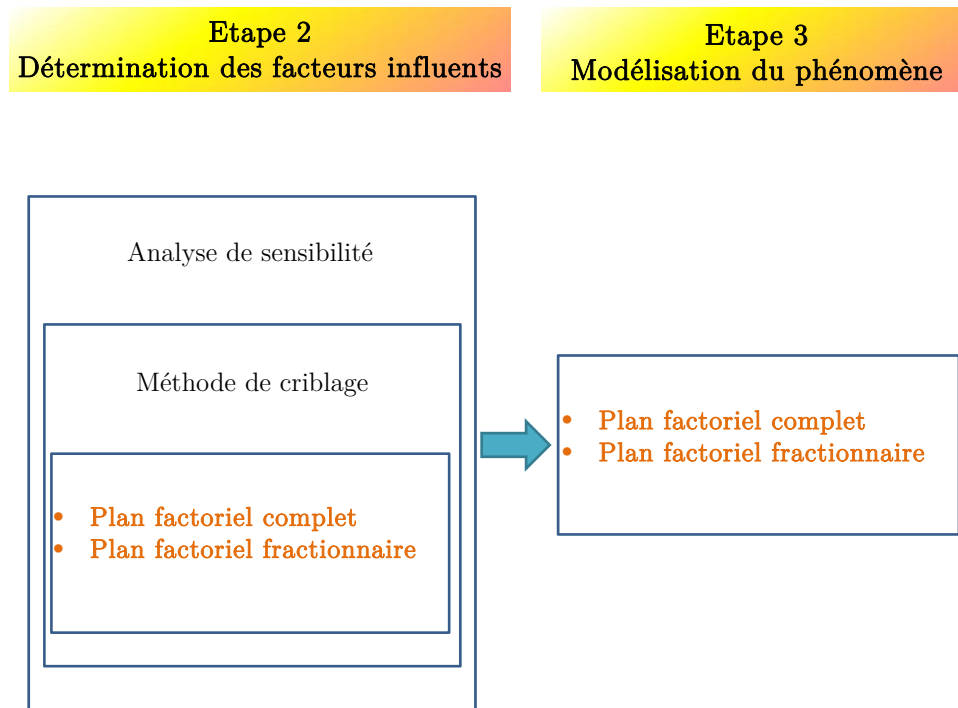 Etape 2
Détermination des facteurs influents
Etape 3
Modélisation du phénomène
Analyse de sensibilité
Méthode de criblage
• Plan factoriel complet
• Plan factoriel fractionnaire
• Plan factoriel complet
• Plan factoriel fractionnaire